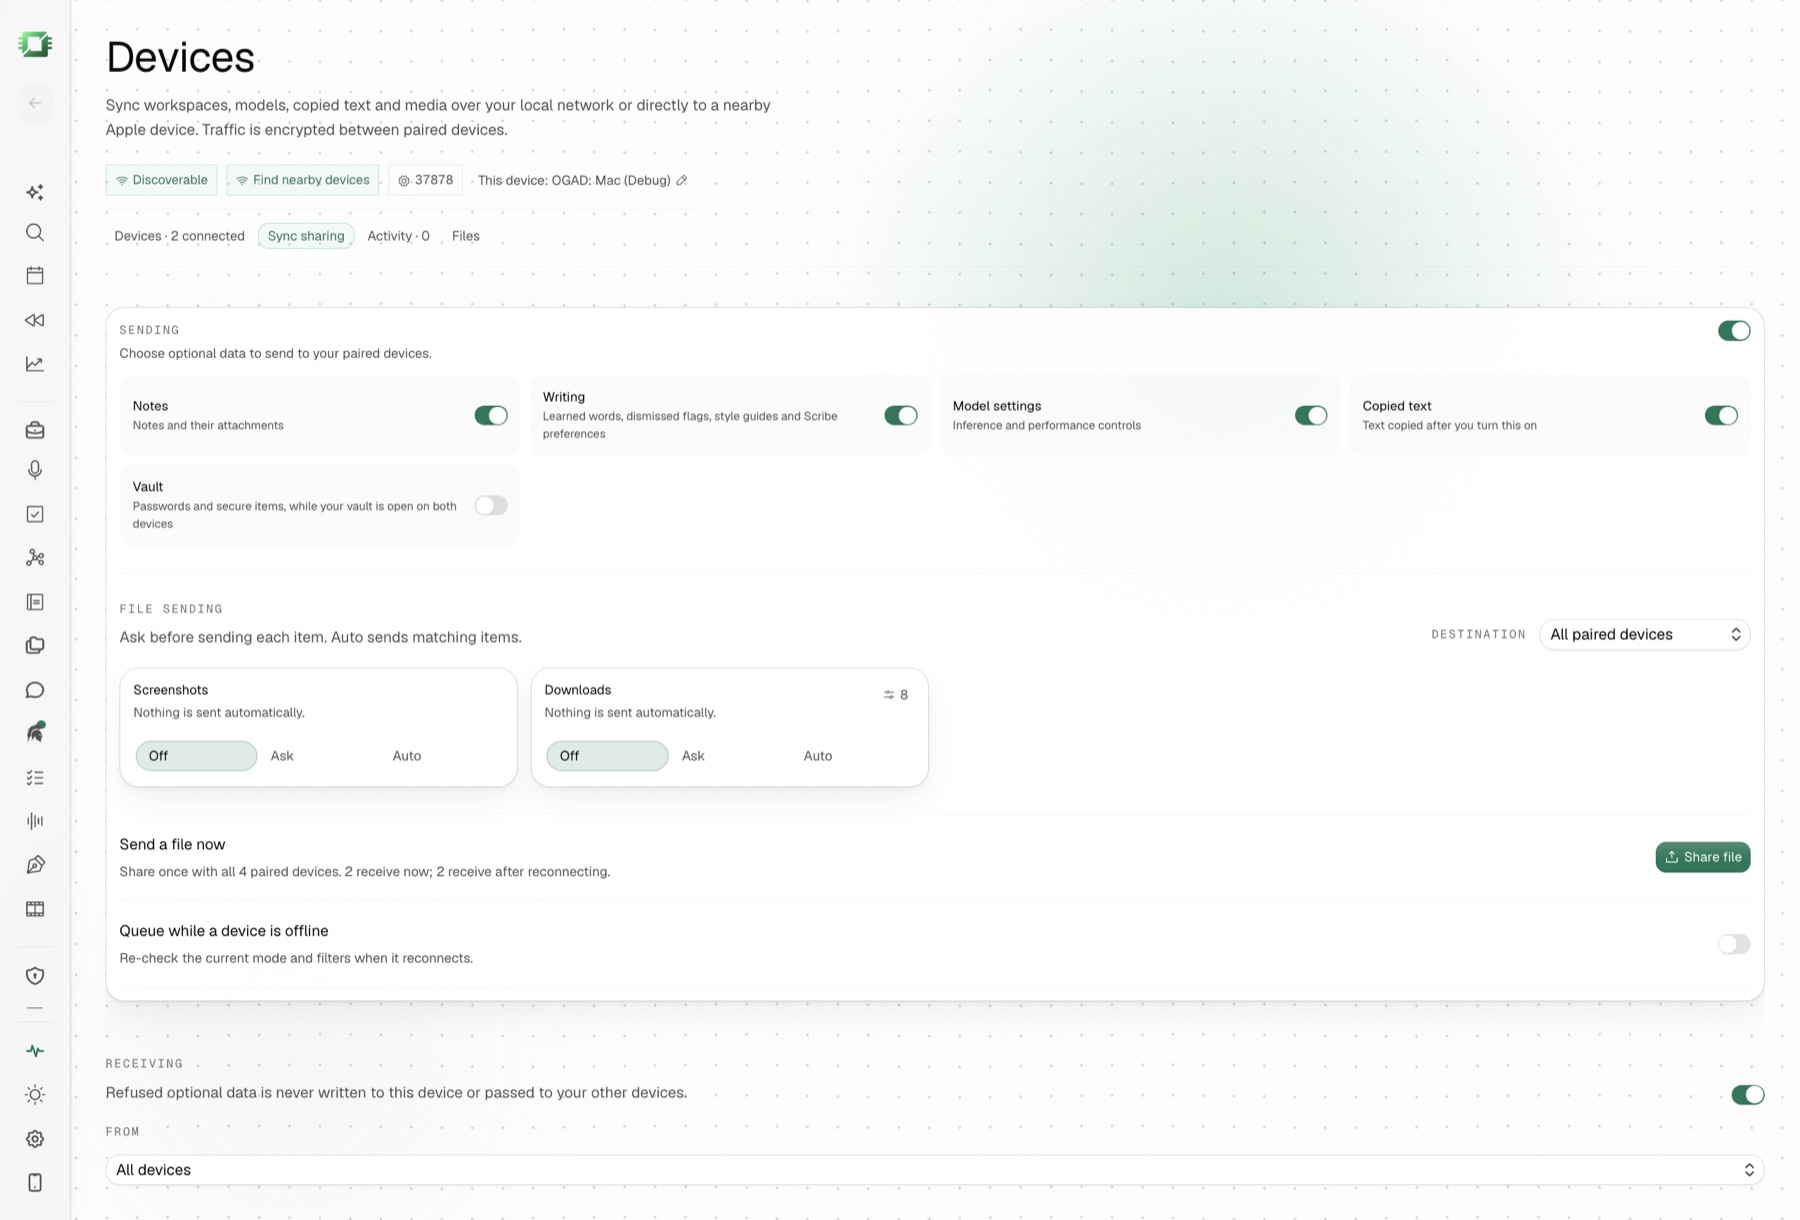 Devices
Sync workspaces, models, copied text and media over your local network or directly to a nearby
Apple device. Traffic is encrypted between paired devices.
Discoverable
Find nearby devices
37878
This device: OGAD: Mac (Debug)
Devices · 2 connected
Sync sharing
Activity · 0
Files
SENDING
Choose optional data to send to your paired devices.
Notes
Notes and their attachments
Writing
Learned words, dismissed flags, style guides and Scribe
preferences
Model settings
Inference and performance controls
Copied text
Text copied after you turn this on
Vault
Passwords and secure items, while your vault is open on both
devices
FILE SENDING
Ask before sending each item. Auto sends matching items.
DESTINATION
All paired devices
Screenshots
Nothing is sent automatically.
Off
Ask
Auto
Downloads
8
Nothing is sent automatically.
Off
Ask
Auto
Send a file now
Share once with all 4 paired devices. 2 receive now; 2 receive after reconnecting.
Share file
Queue while a device is offline
Re-check the current mode and filters when it reconnects.
RECEIVING
Refused optional data is never written to this device or passed to your other devices.
FROM
All devices